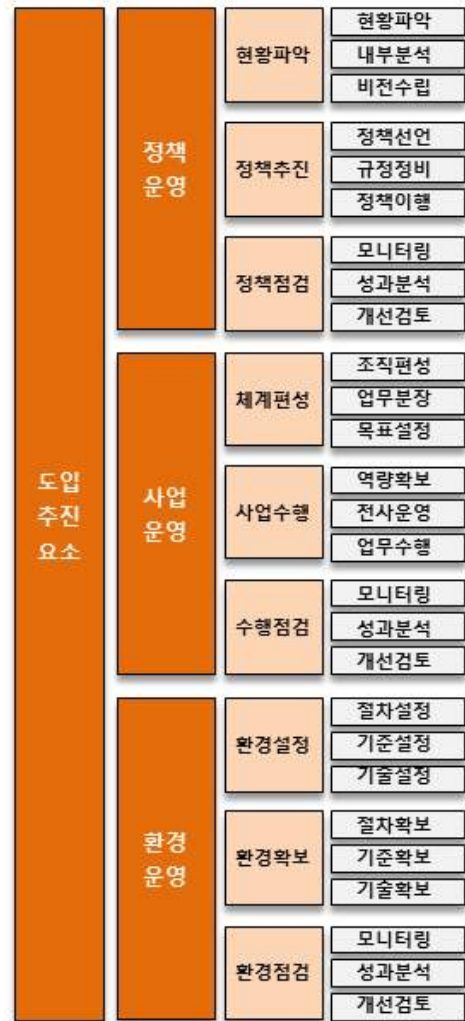 도입
추진
요소
정책
운영
현황파악
현황파악
내부분석
비전수립
정책추진
정책선언
규정정비
정책이행
정책점검
모니터링
성과분석
개선검토
사업
운영
체계편성
조직편성
업무분장
목표설정
사업수행
역량확보
전사운영
업무수행
수행점검
모니터링
성과분석
개선검토
환경
운영
환경설정
절차설정
기준설정
기술설정
환경확보
절차확보
기준확보
기술확보
환경점검
모니터링
성과분석
개선검토